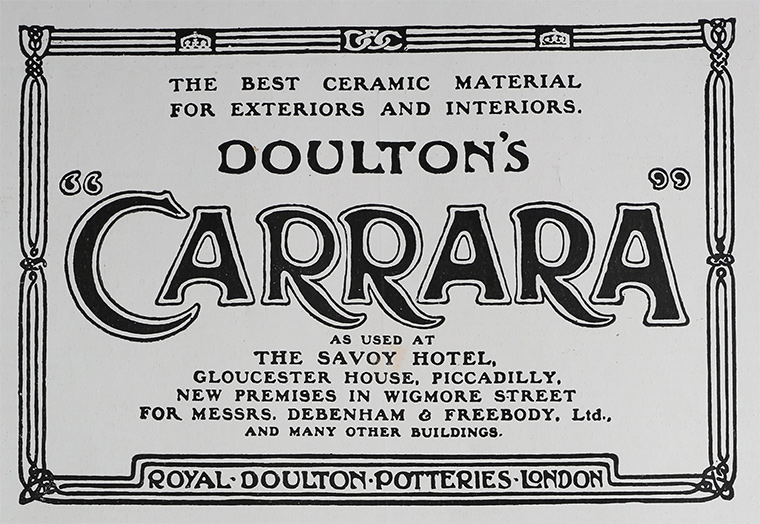 THE BEST CERAMIC MATERIAL
FOR EXTERIORS AND INTERIORS.
DOULTON'S
"CARRARA"
AS USED AT
THE SAVOY HOTEL,
GLOUCESTER HOUSE, PICCADILLY,
NEW PREMISES IN WIGMORE STREET
FOR MESSRS. DEBENHAM & FREEBODY, Ltd.,
AND MANY OTHER BUILDINGS.
ROYAL·DOULTON·POTTERIES·LONDON